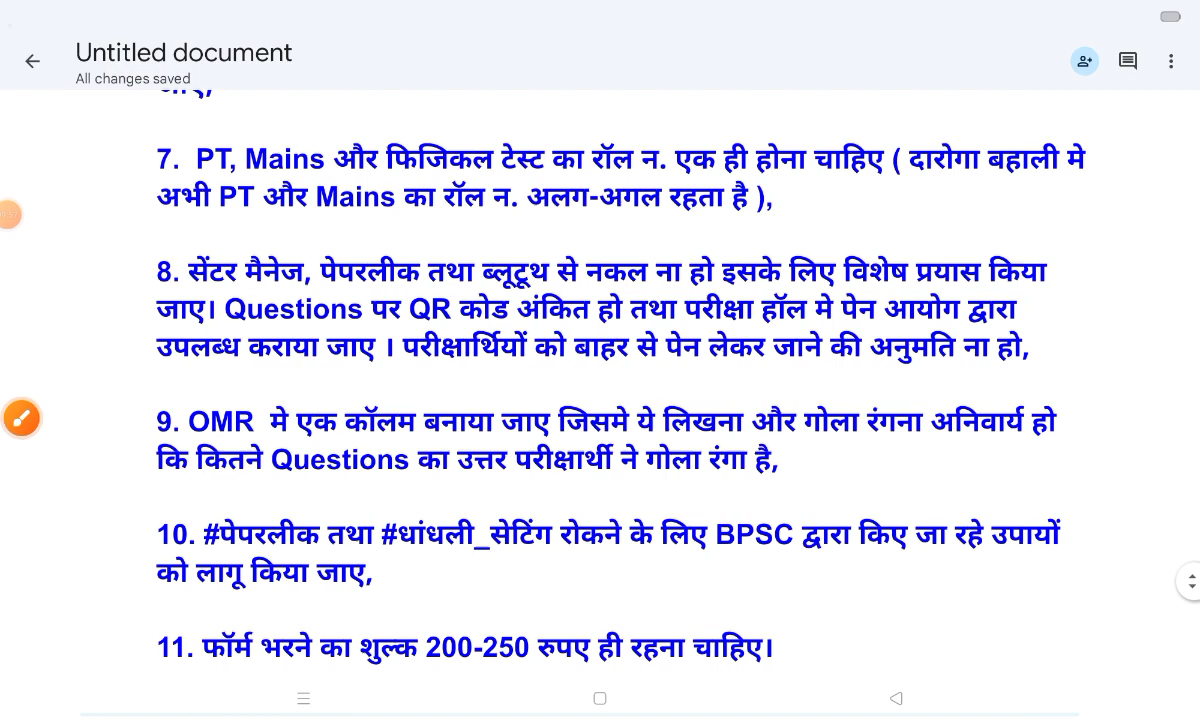 Untitled document
All changes saved
जाए,
7. PT, Mains और फिजिकल टेस्ट का रॉल न. एक ही होना चाहिए ( दारोगा बहाली मे
अभी PT और Mains का रॉल न. अलग-अगल रहता है ),
8. सेंटर मैनेज, पेपरलीक तथा ब्लूटूथ से नकल ना हो इसके लिए विशेष प्रयास किया
जाए। Questions पर QR कोड अंकित हो तथा परीक्षा हॉल मे पेन आयोग द्वारा
उपलब्ध कराया जाए । परीक्षार्थियों को बाहर से पेन लेकर जाने की अनुमति ना हो,
9. OMR मे एक कॉलम बनाया जाए जिसमे ये लिखना और गोला रंगना अनिवार्य हो
कि कितने Questions का उत्तर परीक्षार्थी ने गोला रंगा है,
10. #पेपरलीक तथा #धांधली_सेटिंग रोकने के लिए BPSC द्वारा किए जा रहे उपायों
को लागू किया जाए,
11. फॉर्म भरने का शुल्क 200-250 रुपए ही रहना चाहिए।